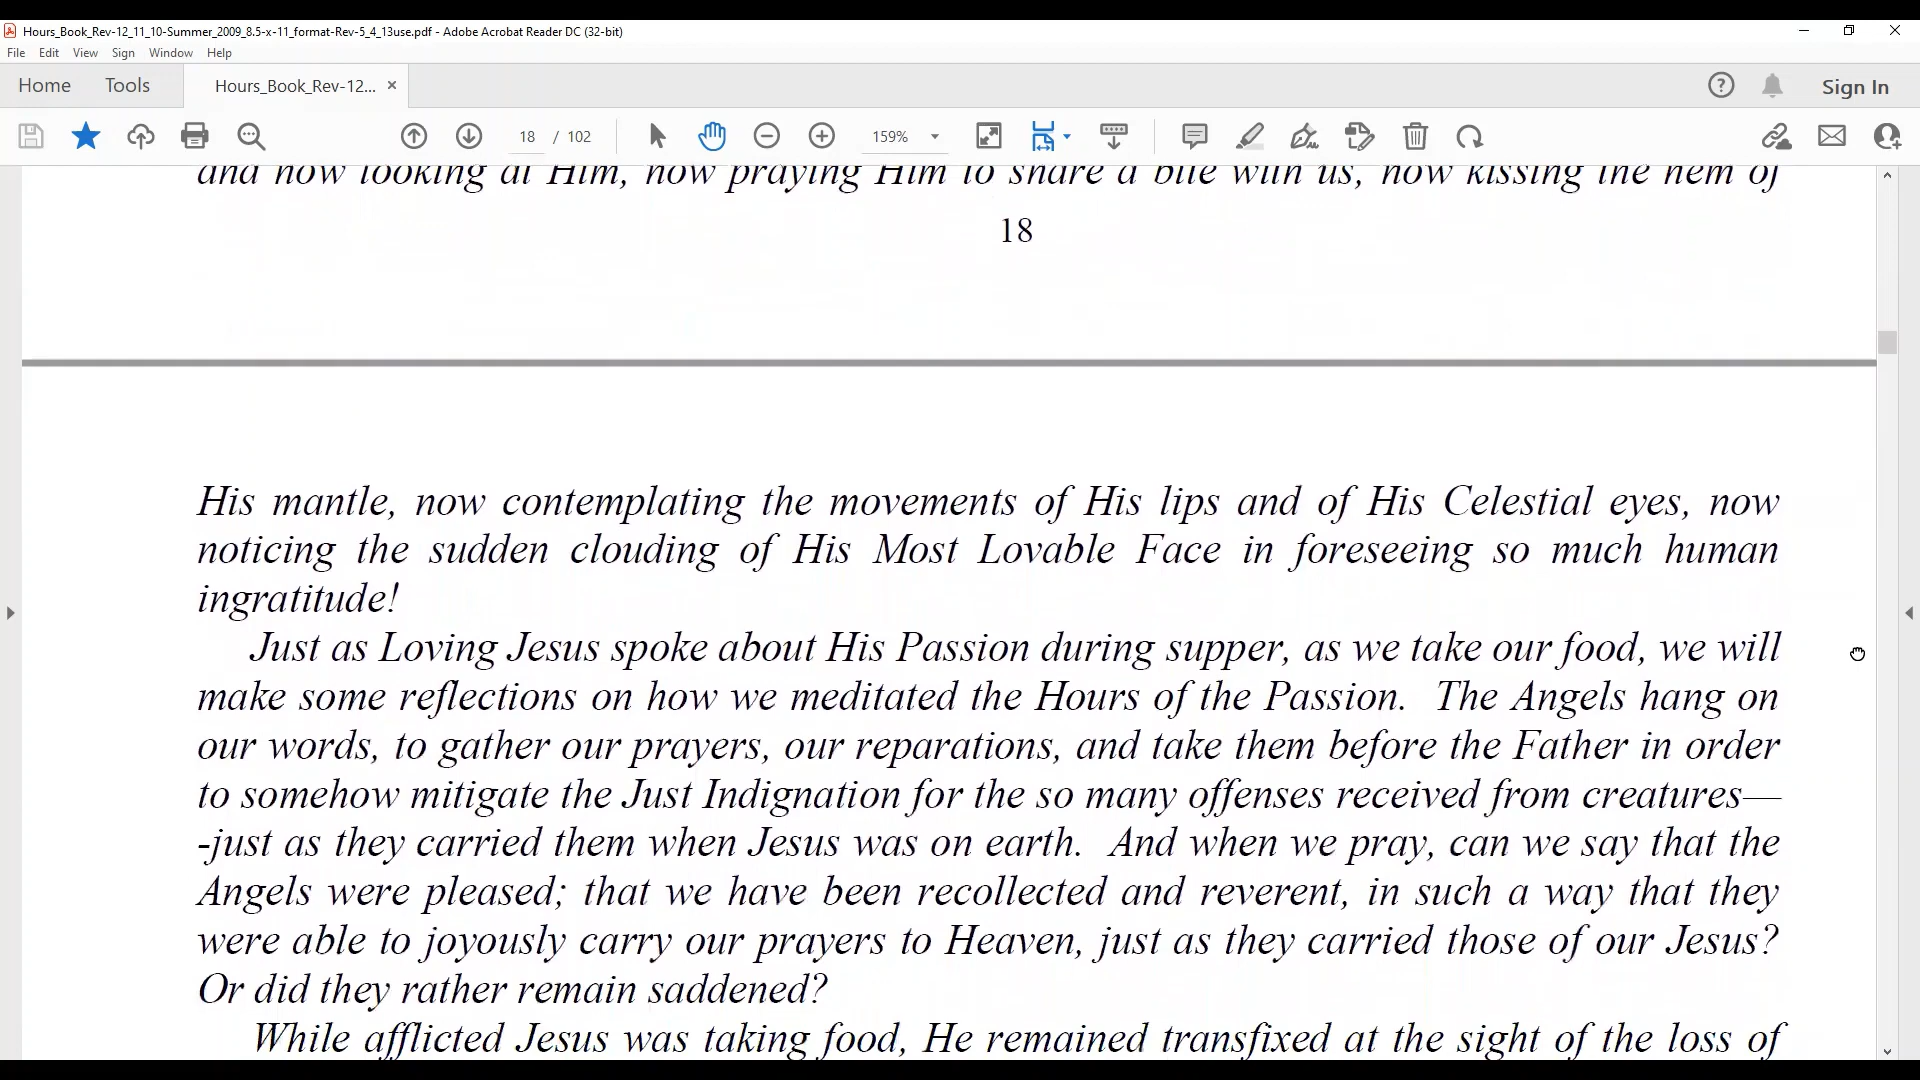 Hours_Book_Rev-12_11_10-Summer_2009_8.5-x-11_format-Rev-5_4_13use.pdf - Adobe Acrobat Reader DC (32-bit)
File Edit View Sign Window Help
Home Tools Hours_Book_Rev-12... × Sign In
18 / 102 159%
and now looking at Him, now praying Him to share a bite with us, now kissing the hem of
18
His mantle, now contemplating the movements of His lips and of His Celestial eyes, now
noticing the sudden clouding of His Most Lovable Face in foreseeing so much human
ingratitude!
Just as Loving Jesus spoke about His Passion during supper, as we take our food, we will
make some reflections on how we meditated the Hours of the Passion. The Angels hang on
our words, to gather our prayers, our reparations, and take them before the Father in order
to somehow mitigate the Just Indignation for the so many offenses received from creatures—
-just as they carried them when Jesus was on earth. And when we pray, can we say that the
Angels were pleased; that we have been recollected and reverent, in such a way that they
were able to joyously carry our prayers to Heaven, just as they carried those of our Jesus?
Or did they rather remain saddened?
While afflicted Jesus was taking food, He remained transfixed at the sight of the loss of